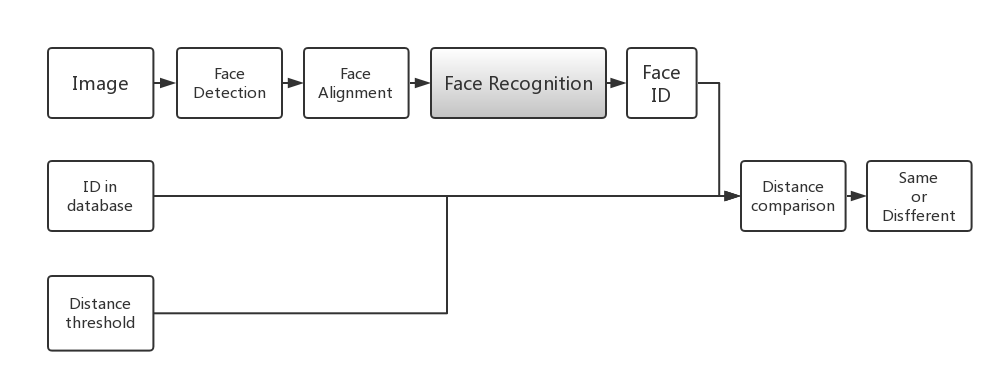 Image
Face
Detection
Face
Alignment
Face Recognition
Face
ID
ID in
database
Distance
comparison
Same
or
Disfferent
Distance
threshold